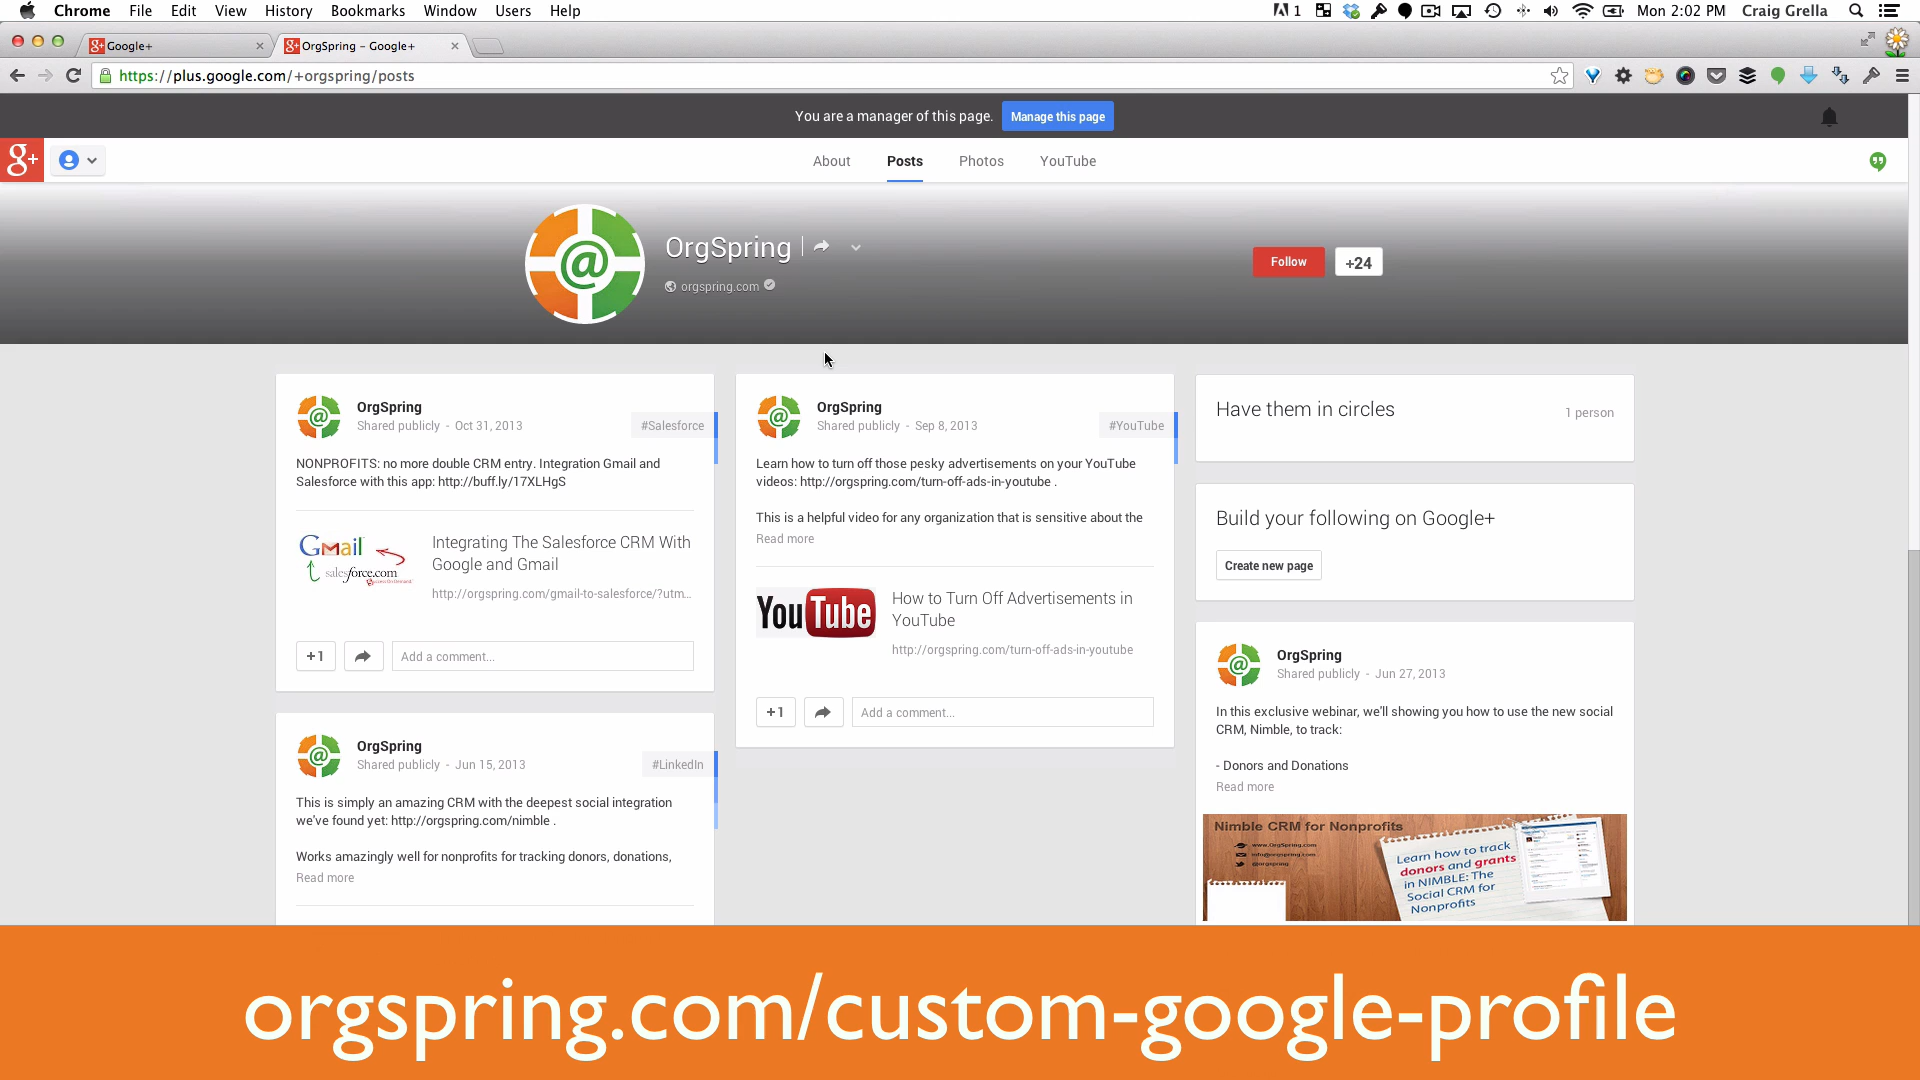 Chrome File Edit View History Bookmarks Window Users Help
1 Mon 2:02 PM Craig Grella
Google+
OrgSpring - Google+
https://plus.google.com/+orgspring/posts
You are a manager of this page. Manage this page
g+ About Posts Photos YouTube
OrgSpring
orgspring.com
Follow +24
OrgSpring
Shared publicly - Oct 31, 2013
#Salesforce
NONPROFITS: no more double CRM entry. Integration Gmail and
Salesforce with this app: http://buff.ly/17XLHgS
Gmail
salesforce.com
Integrating The Salesforce CRM With
Google and Gmail
http://orgspring.com/gmail-to-salesforce/?utm...
+1 Add a comment...
OrgSpring
Shared publicly - Jun 15, 2013
#LinkedIn
This is simply an amazing CRM with the deepest social integration
we've found yet: http://orgspring.com/nimble .
Works amazingly well for nonprofits for tracking donors, donations,
Read more
OrgSpring
Shared publicly - Sep 8, 2013
#YouTube
Learn how to turn off those pesky advertisements on your YouTube
videos: http://orgspring.com/turn-off-ads-in-youtube .
This is a helpful video for any organization that is sensitive about the
Read more
YouTube
How to Turn Off Advertisements in
YouTube
http://orgspring.com/turn-off-ads-in-youtube
+1 Add a comment...
Have them in circles 1 person
Build your following on Google+
Create new page
OrgSpring
Shared publicly - Jun 27, 2013
In this exclusive webinar, we'll showing you how to use the new social
CRM, Nimble, to track:
- Donors and Donations
Read more
Nimble CRM for Nonprofits
www.OrgSpring.com
info@orgspring.com
@orgspring
Learn how to track
donors and grants
in NIMBLE: The
Social CRM for
Nonprofits
orgspring.com/custom-google-profile